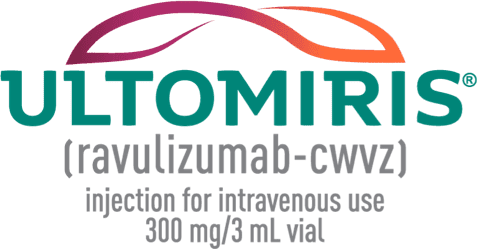 ULTOMIRIS®
(ravulizumab-cwvz)
injection for intravenous use
300 mg/3 mL vial